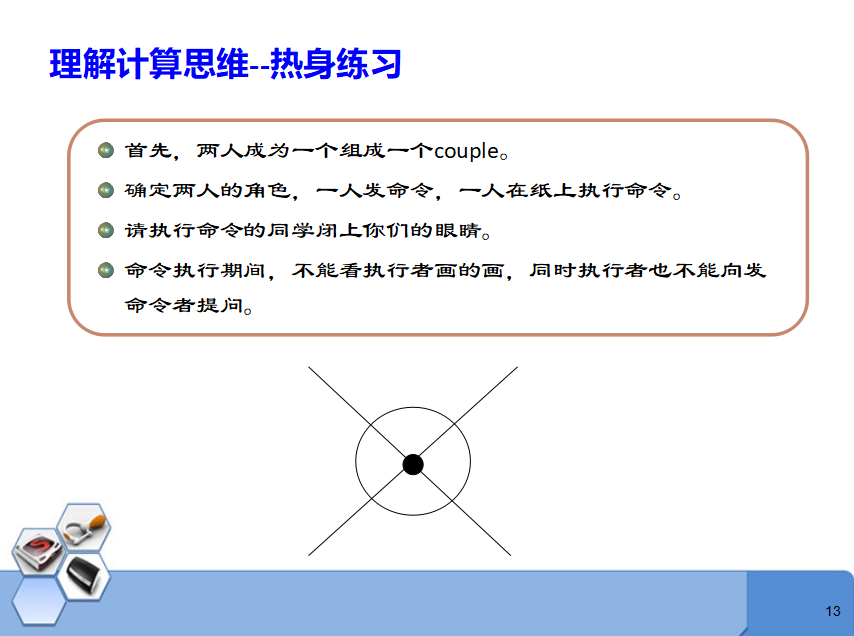 理解计算思维--热身练习
首先，两人成为一个组成一个couple。
确定两人的角色，一人发命令，一人在纸上执行命令。
请执行命令的同学闭上你们的眼睛。
命令执行期间，不能看执行者画的画，同时执行者也不能向发
命令者提问。
13